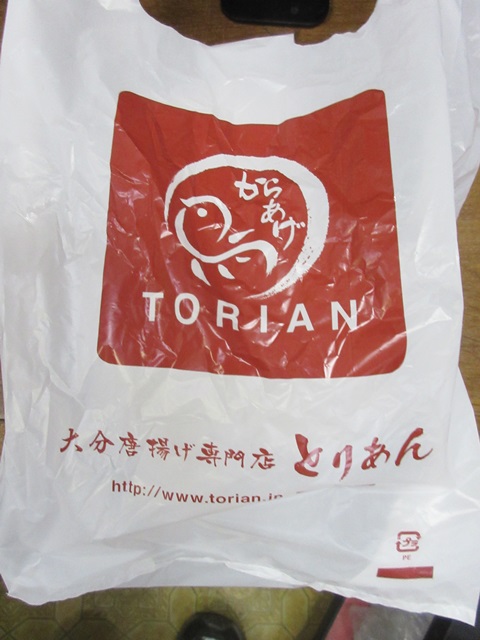 からあげ
TORIAN
大分唐揚げ専門店 とりあん
http://www.torian.jp
プラ
PE